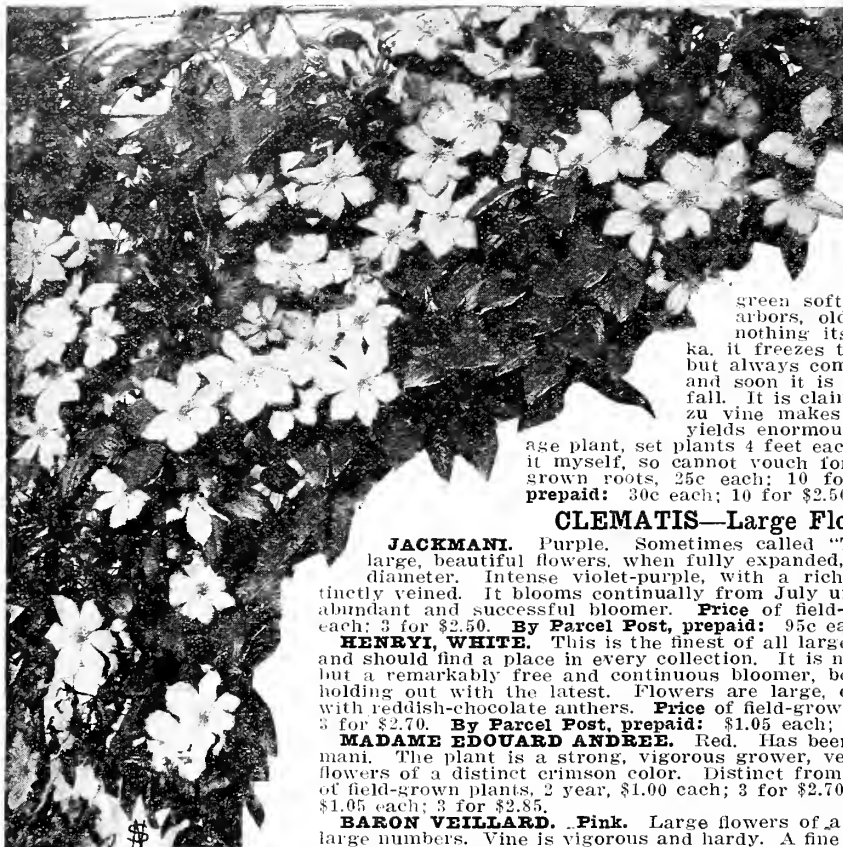 green soft
arbors, old
nothing its
ka, it freezes t
but always com
and soon it is
fall. It is clain
zu vine makes
yields enormou
age plant, set plants 4 feet eac
it myself, so cannot vouch for
grown roots, 25c each; 10 fo
prepaid: 30c each; 10 for $2.50
CLEMATIS—Large Flo
JACKMANI. Purple. Sometimes called "T
large, beautiful flowers, when fully expanded,
diameter. Intense violet-purple, with a rich
tinctly veined. It blooms continually from July u
abundant and successful bloomer. Price of field-
each; 3 for $2.50. By Parcel Post, prepaid: 95c ea
HENRYI, WHITE. This is the finest of all large
and should find a place in every collection. It is n
but a remarkably free and continuous bloomer, be
holding out with the latest. Flowers are large, c
with reddish-chocolate anthers. Price of field-grow
3 for $2.70. By Parcel Post, prepaid: $1.05 each;
MADAME EDOUARD ANDREE. Red. Has been
mani. The plant is a strong, vigorous grower, ve
flowers of a distinct crimson color. Distinct from
of field-grown plants, 2 year, $1.00 each; 3 for $2.70
$1.05 each; 3 for $2.85.
BARON VEILLARD. Pink. Large flowers of a
large numbers. Vine is vigorous and hardy. A fine